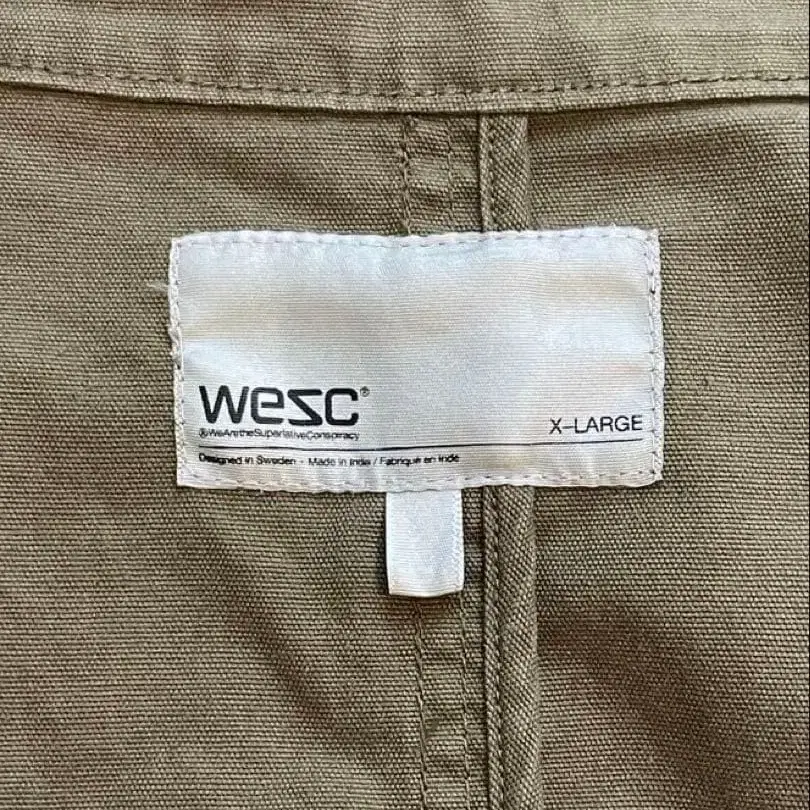 wesc®
®WeAretheSuperlativeConspiracy
X-LARGE
Designed in Sweden - Made in India / Fabriqué en Inde